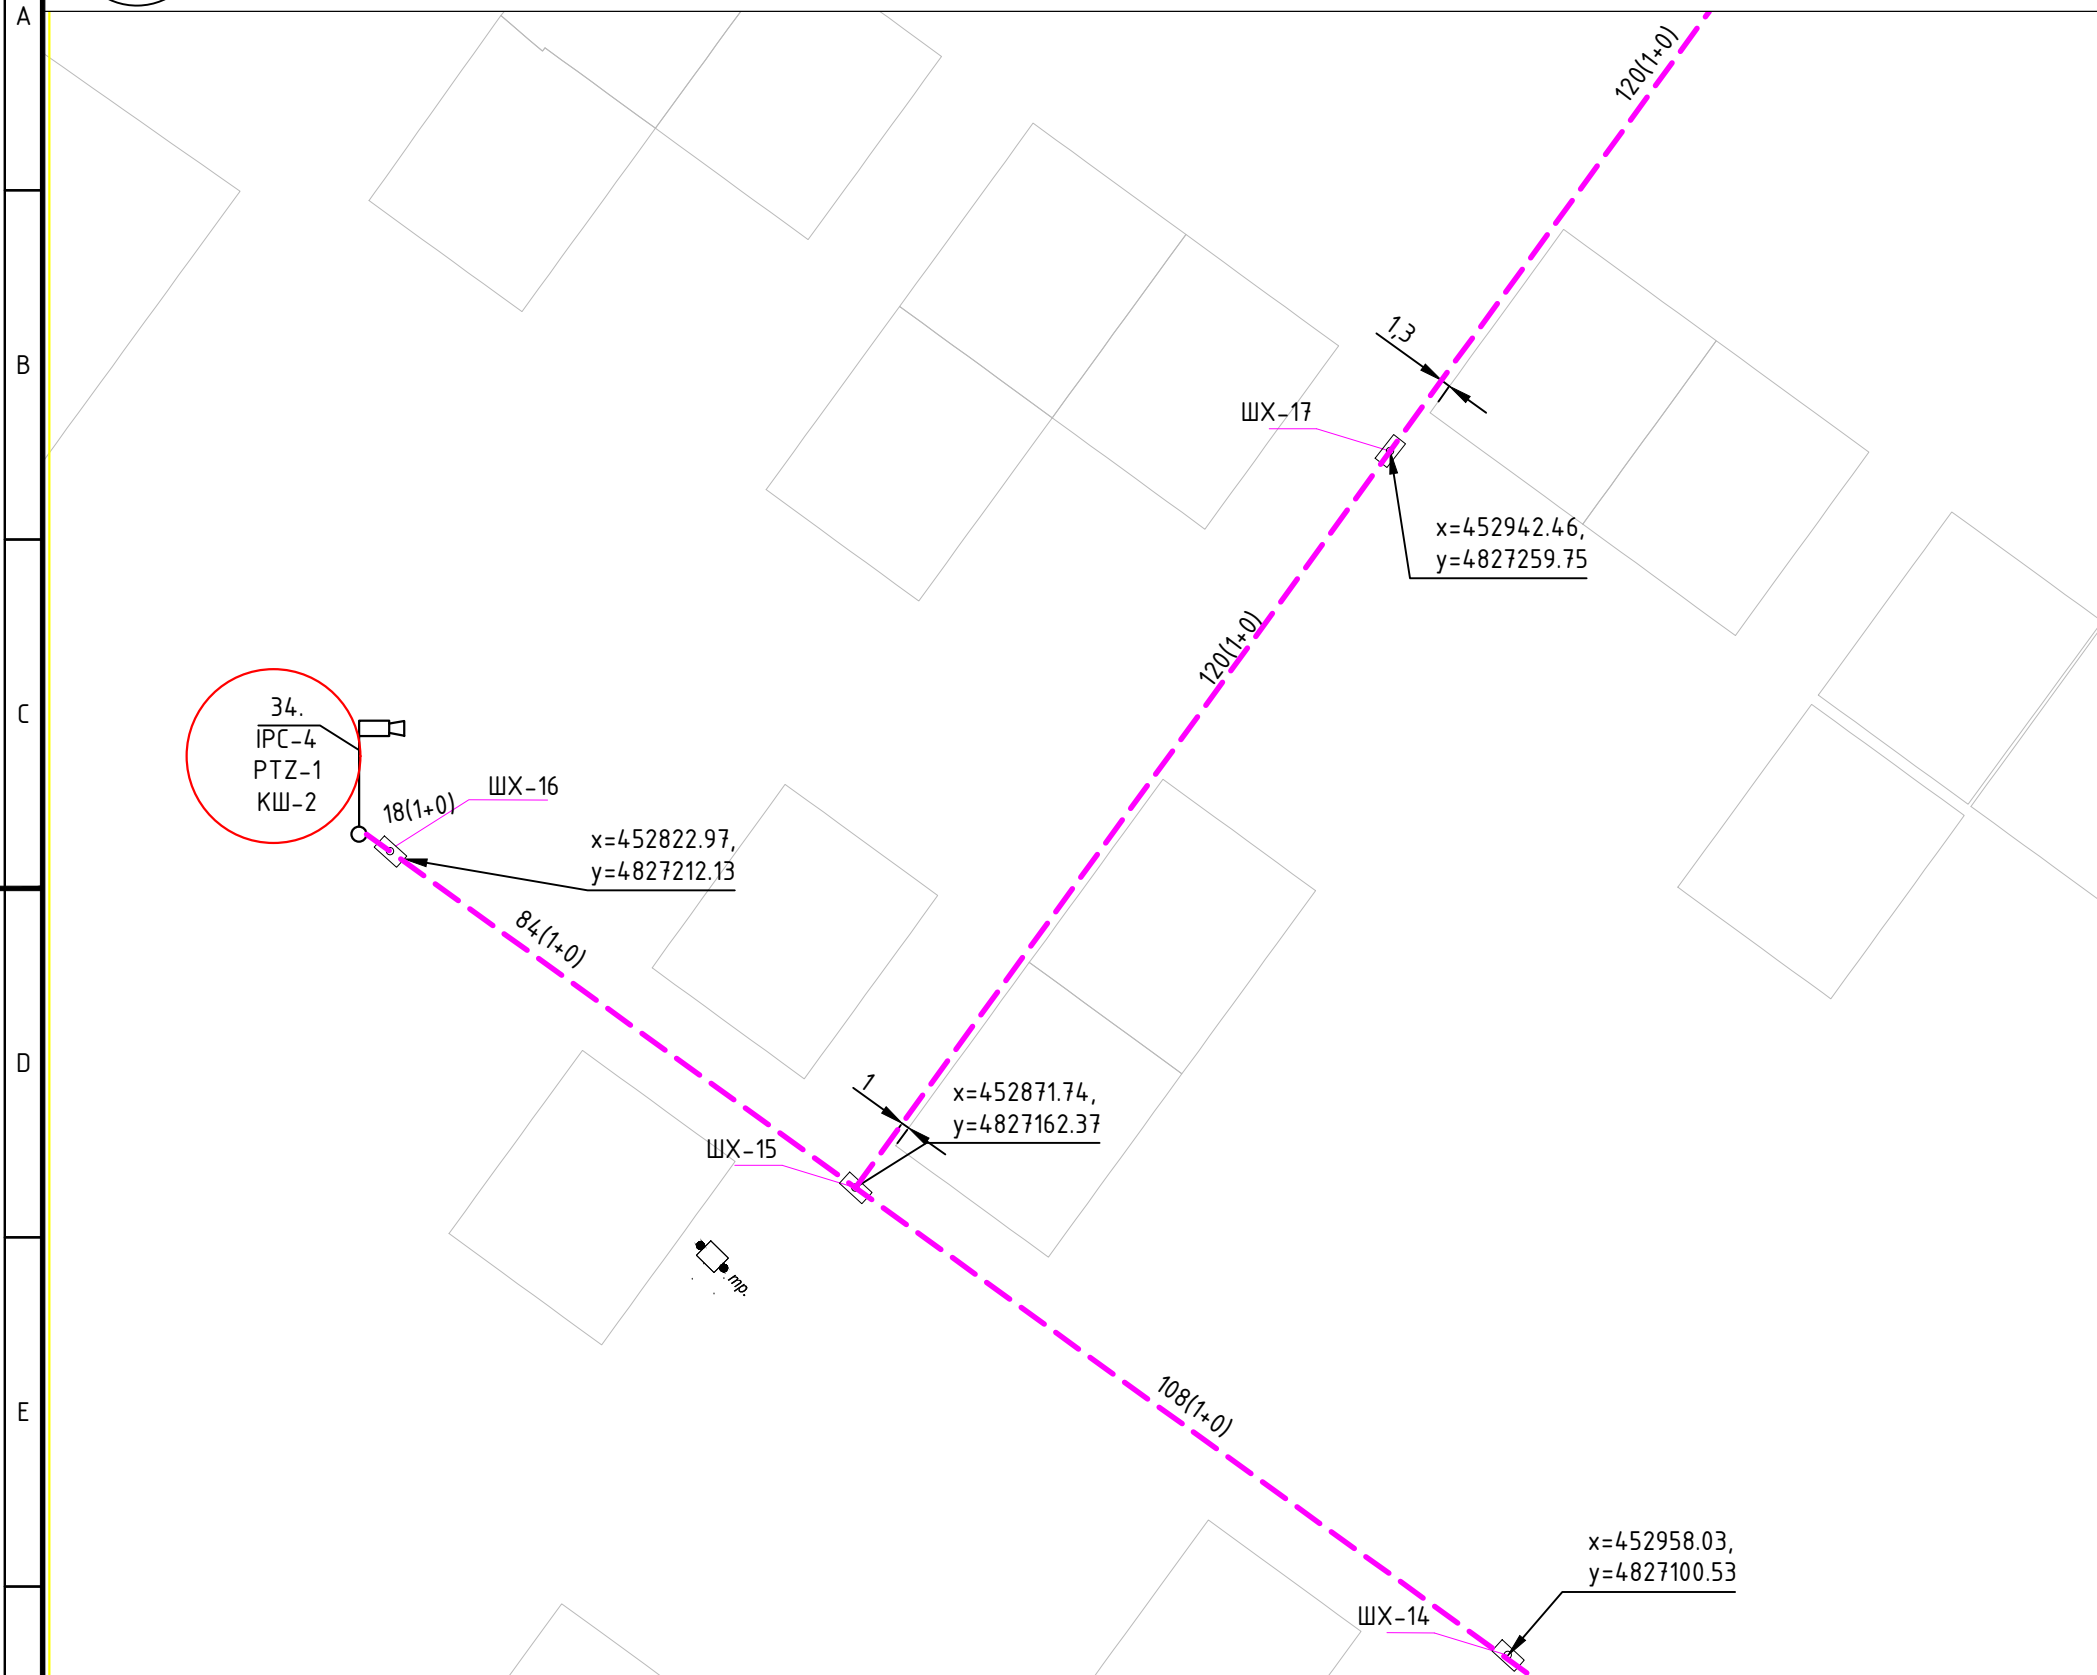 A
120(1+0)
B
1,3
ШХ-17
x=452942.46,
y=4827259.75
120(1+0)
C
34.
IPC-4
PTZ-1
КШ-2
18(1+0)
ШХ-16
x=452822.97,
y=4827212.13
84(1+0)
D
1
x=452871.74,
y=4827162.37
ШХ-15
тр.
E
108(1+0)
x=452958.03,
y=4827100.53
ШХ-14